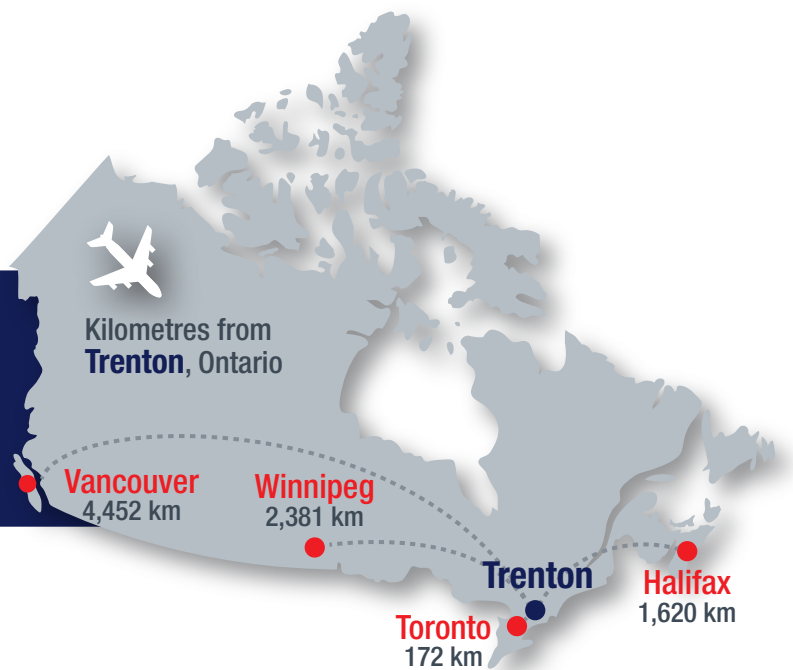 Kilometres from
Trenton, Ontario
Vancouver
4,452 km
Winnipeg
2,381 km
Trenton
Halifax
1,620 km
Toronto
172 km